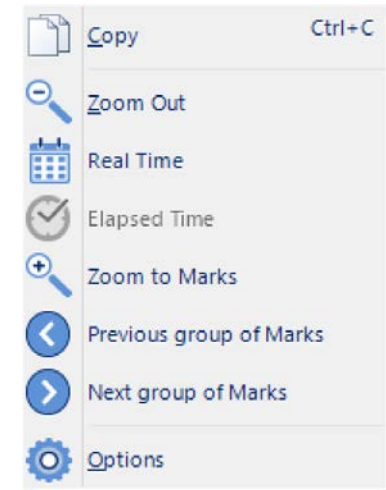 Copy Ctrl+C
Zoom Out
Real Time
Elapsed Time
Zoom to Marks
Previous group of Marks
Next group of Marks
Options